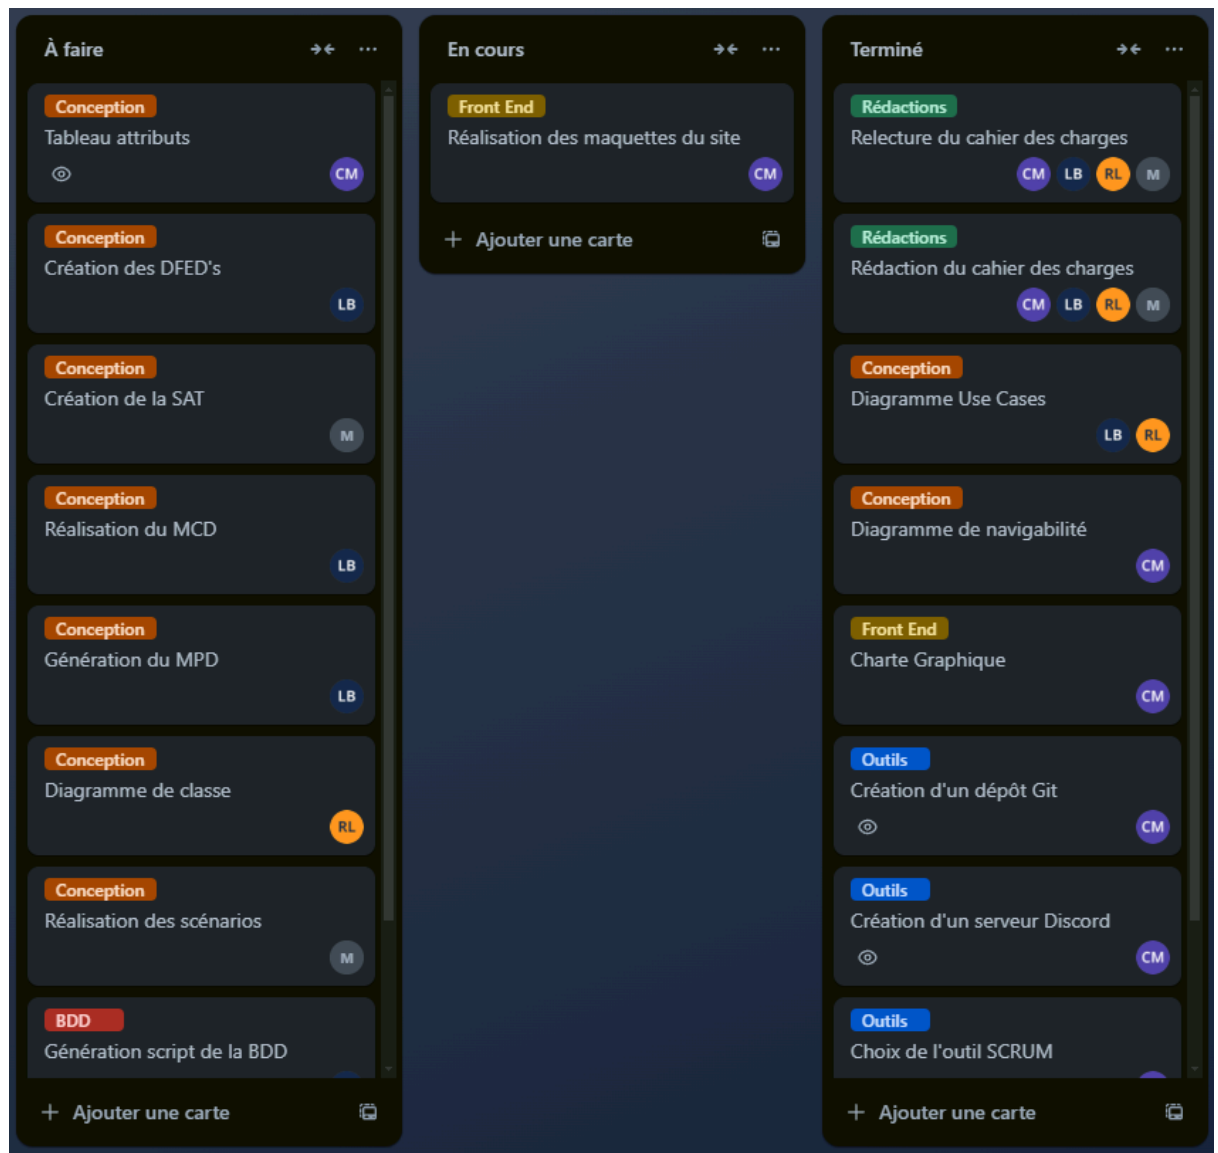 À faire
Conception
Tableau attributs
CM
Conception
Création des DFED's
LB
Conception
Création de la SAT
M
Conception
Réalisation du MCD
LB
Conception
Génération du MPD
LB
Conception
Diagramme de classe
RL
Conception
Réalisation des scénarios
M
BDD
Génération script de la BDD
+ Ajouter une carte
En cours
Front End
Réalisation des maquettes du site
CM
+ Ajouter une carte
Terminé
Rédactions
Relecture du cahier des charges
CM LB RL M
Rédactions
Rédaction du cahier des charges
CM LB RL M
Conception
Diagramme Use Cases
LB RL
Conception
Diagramme de navigabilité
CM
Front End
Charte Graphique
CM
Outils
Création d'un dépôt Git
CM
Outils
Création d'un serveur Discord
CM
Outils
Choix de l'outil SCRUM
+ Ajouter une carte